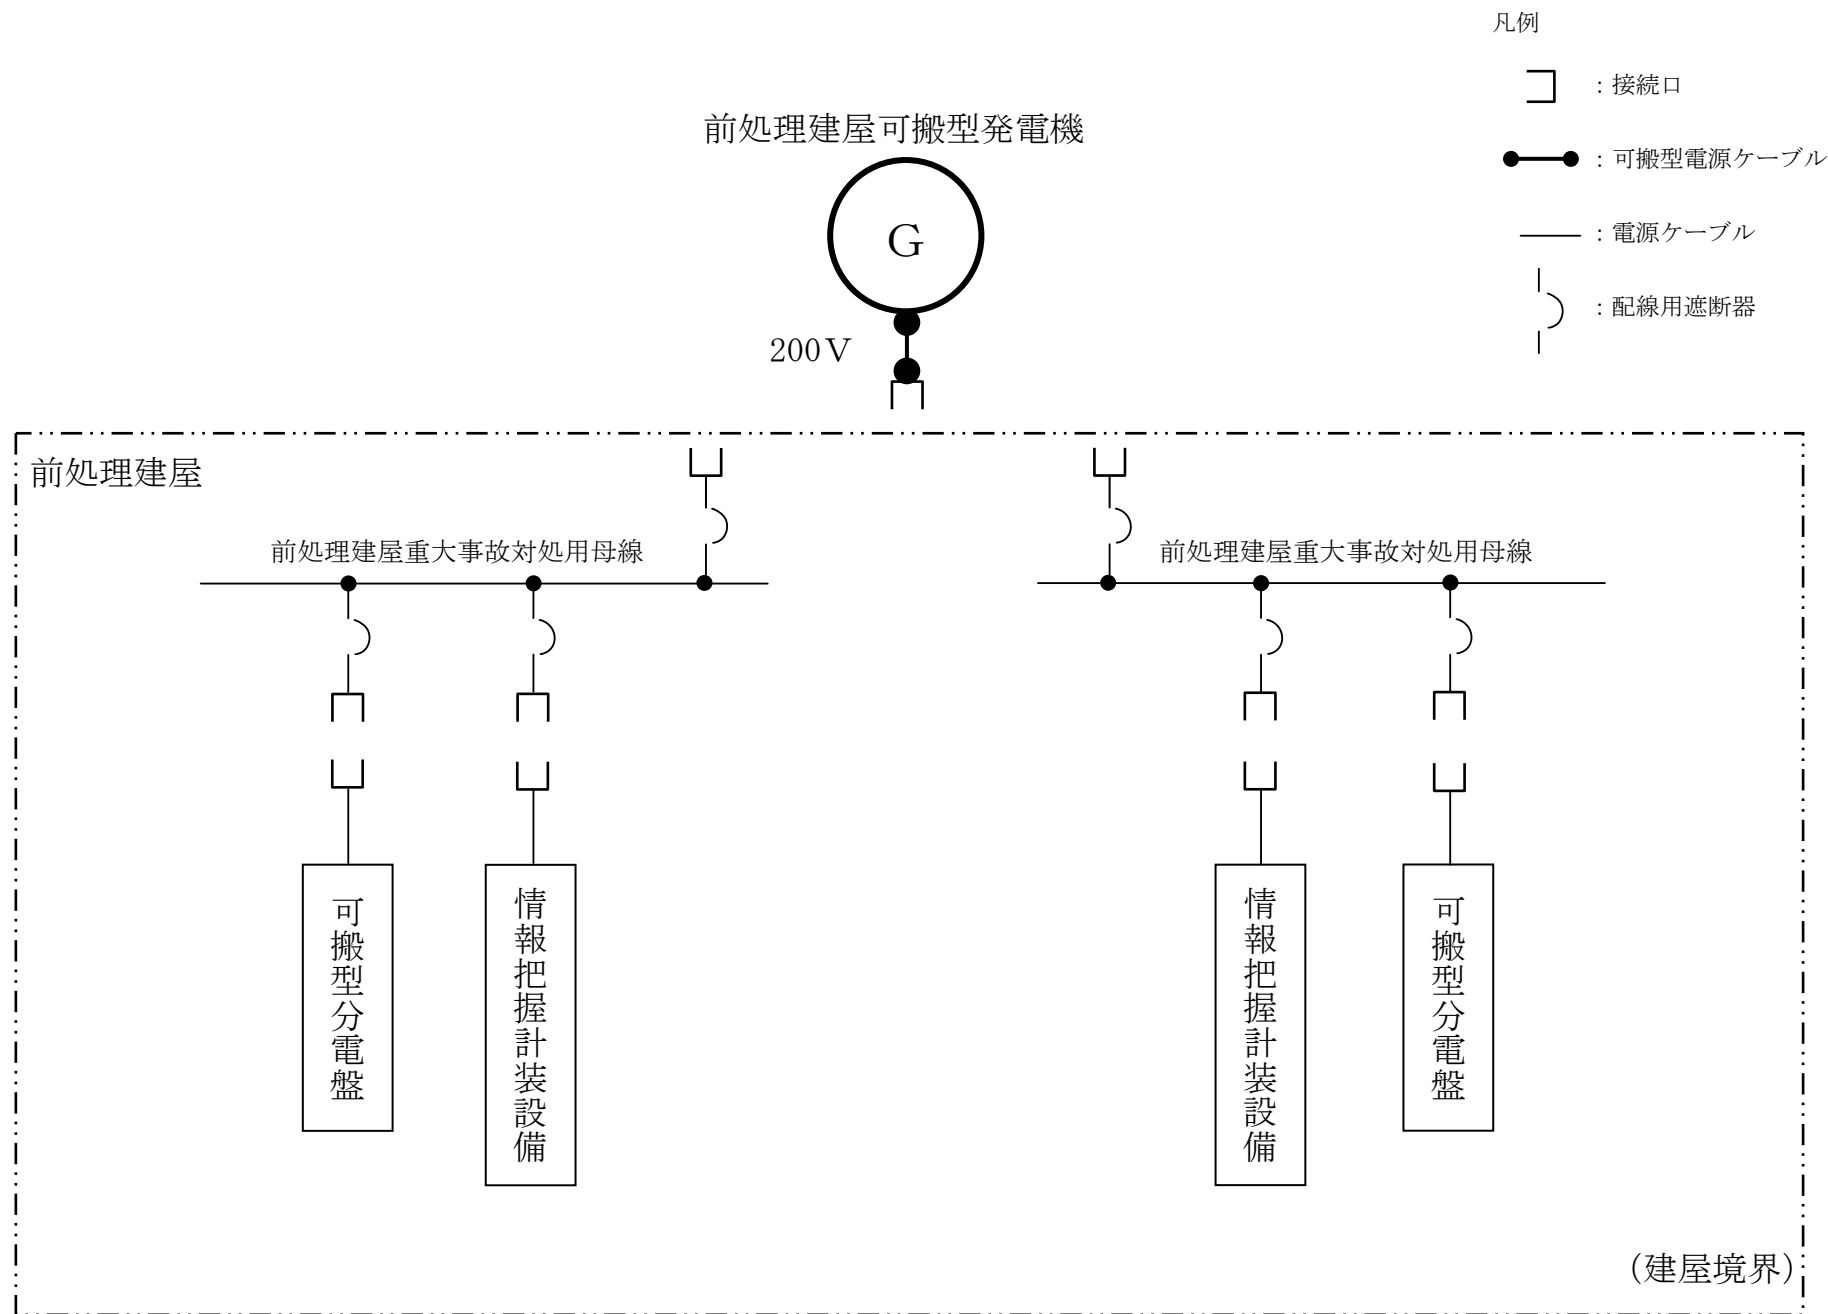 凡例
：接続口
：可搬型電源ケーブル
：電源ケーブル
：配線用遮断器
前処理建屋可搬型発電機
G
200V
前処理建屋
前処理建屋重大事故対処用母線
前処理建屋重大事故対処用母線
可搬型分電盤
情報把握計装設備
情報把握計装設備
可搬型分電盤
（建屋境界）